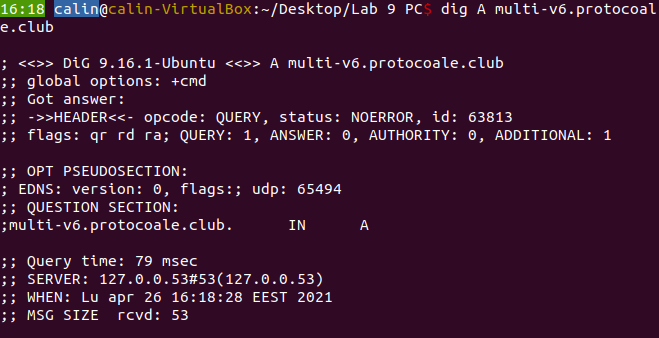 16:18 calin@calin-VirtualBox:~/Desktop/Lab 9 PC$ dig A multi-v6.protocoal
e.club

; <<>> DiG 9.16.1-Ubuntu <<>> A multi-v6.protocoale.club
;; global options: +cmd
;; Got answer:
;; ->>HEADER<<- opcode: QUERY, status: NOERROR, id: 63813
;; flags: qr rd ra; QUERY: 1, ANSWER: 0, AUTHORITY: 0, ADDITIONAL: 1

;; OPT PSEUDOSECTION:
; EDNS: version: 0, flags:; udp: 65494
;; QUESTION SECTION:
;multi-v6.protocoale.club.      IN      A

;; Query time: 79 msec
;; SERVER: 127.0.0.53#53(127.0.0.53)
;; WHEN: Lu apr 26 16:18:28 EEST 2021
;; MSG SIZE  rcvd: 53